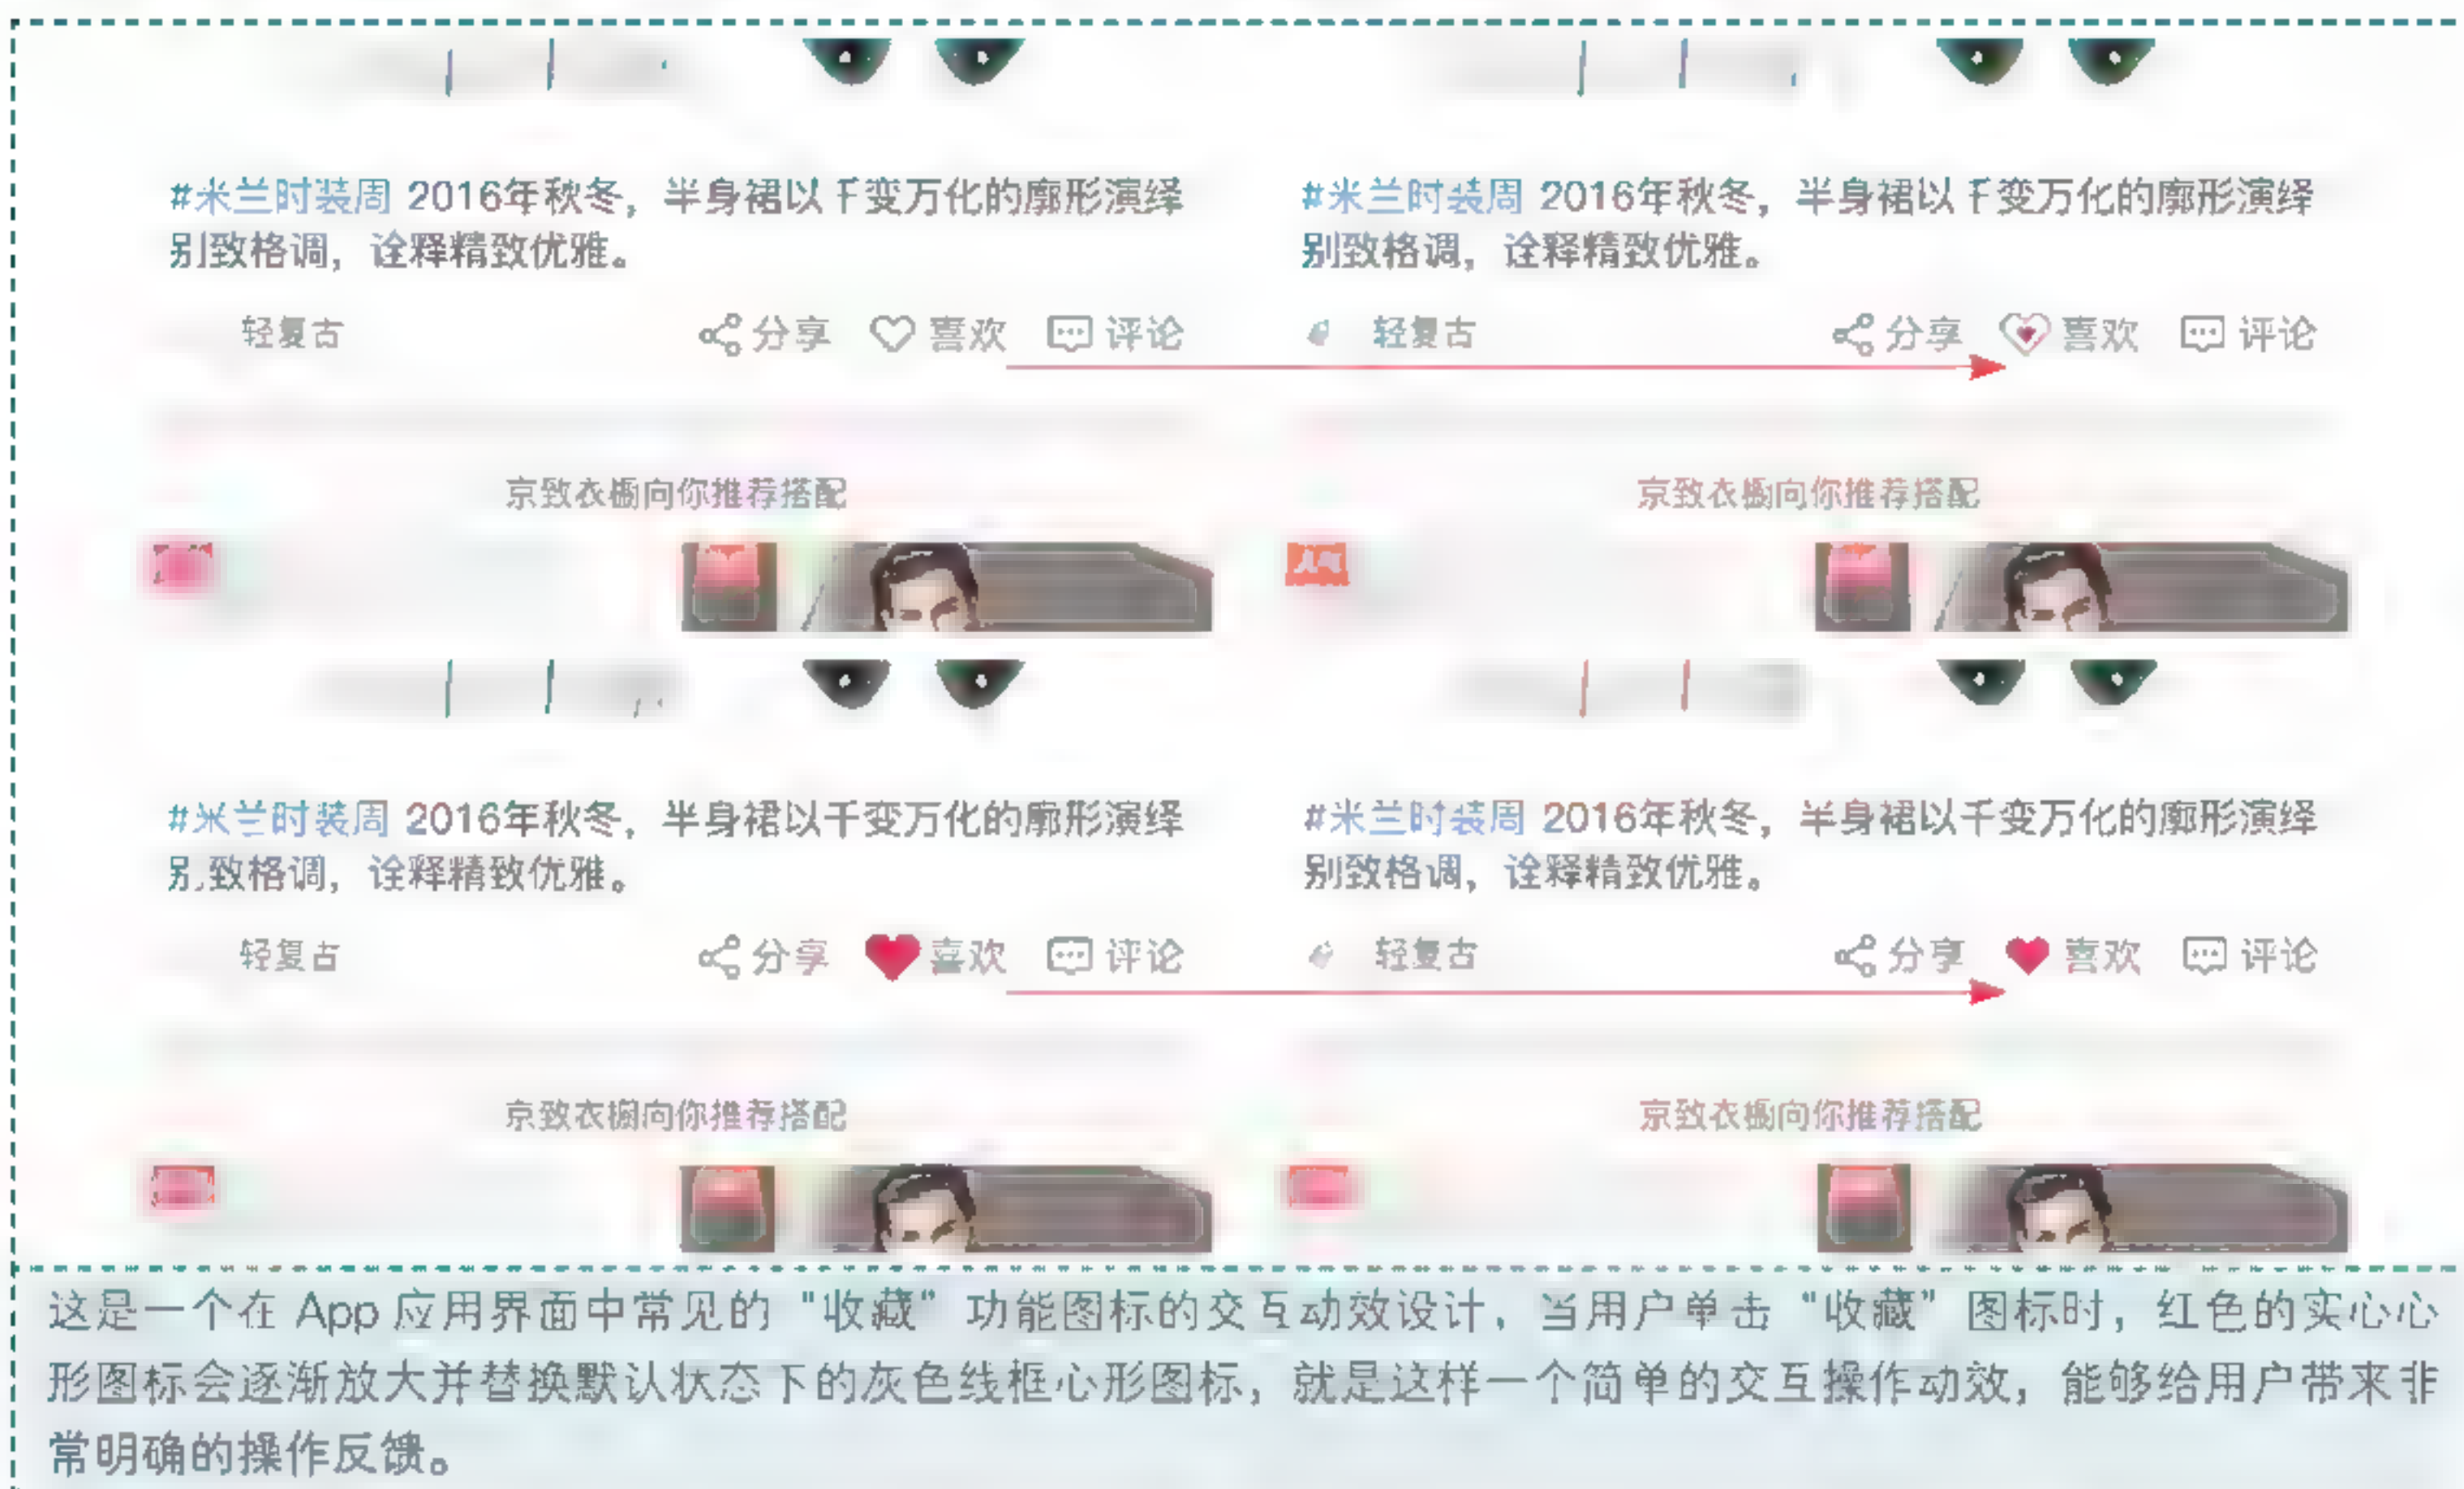 #米兰时装周 2016年秋冬，半身裙以千变万化的廓形演绎
别致格调，诠释精致优雅。
轻复古 分享 喜欢 评论
京致衣橱向你推荐搭配
#米兰时装周 2016年秋冬，半身裙以千变万化的廓形演绎
别致格调，诠释精致优雅。
轻复古 分享 喜欢 评论
京致衣橱向你推荐搭配
#米兰时装周 2016年秋冬，半身裙以千变万化的廓形演绎
别致格调，诠释精致优雅。
轻复古 分享 喜欢 评论
京致衣橱向你推荐搭配
#米兰时装周 2016年秋冬，半身裙以千变万化的廓形演绎
别致格调，诠释精致优雅。
轻复古 分享 喜欢 评论
京致衣橱向你推荐搭配
这是一个在 App 应用界面中常见的“收藏”功能图标的交互动效设计，当用户单击“收藏”图标时，红色的实心心
形图标会逐渐放大并替换默认状态下的灰色线框心形图标，就是这样一个简单的交互操作动效，能够给用户带来非
常明确的操作反馈。